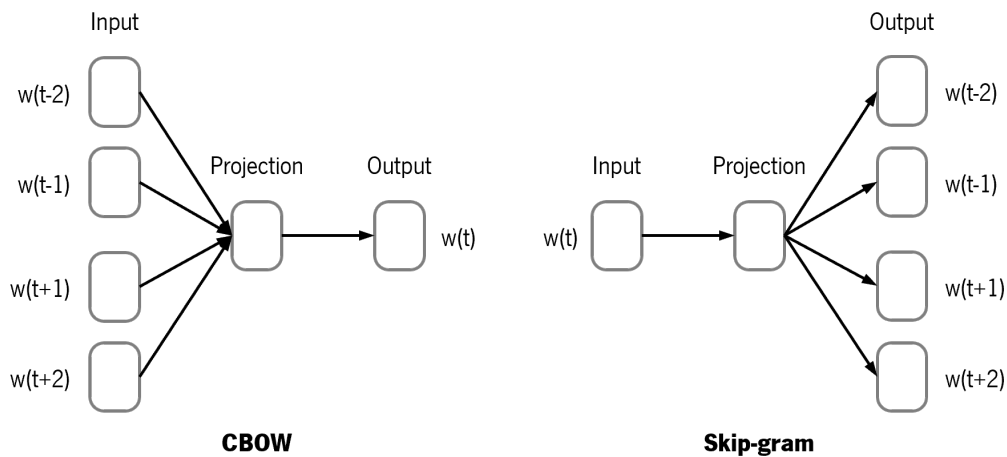 Input
w(t-2)
w(t-1)
w(t+1)
w(t+2)
Projection
Output
w(t)
CBOW
Input
w(t)
Projection
Output
w(t-2)
w(t-1)
w(t+1)
w(t+2)
Skip-gram